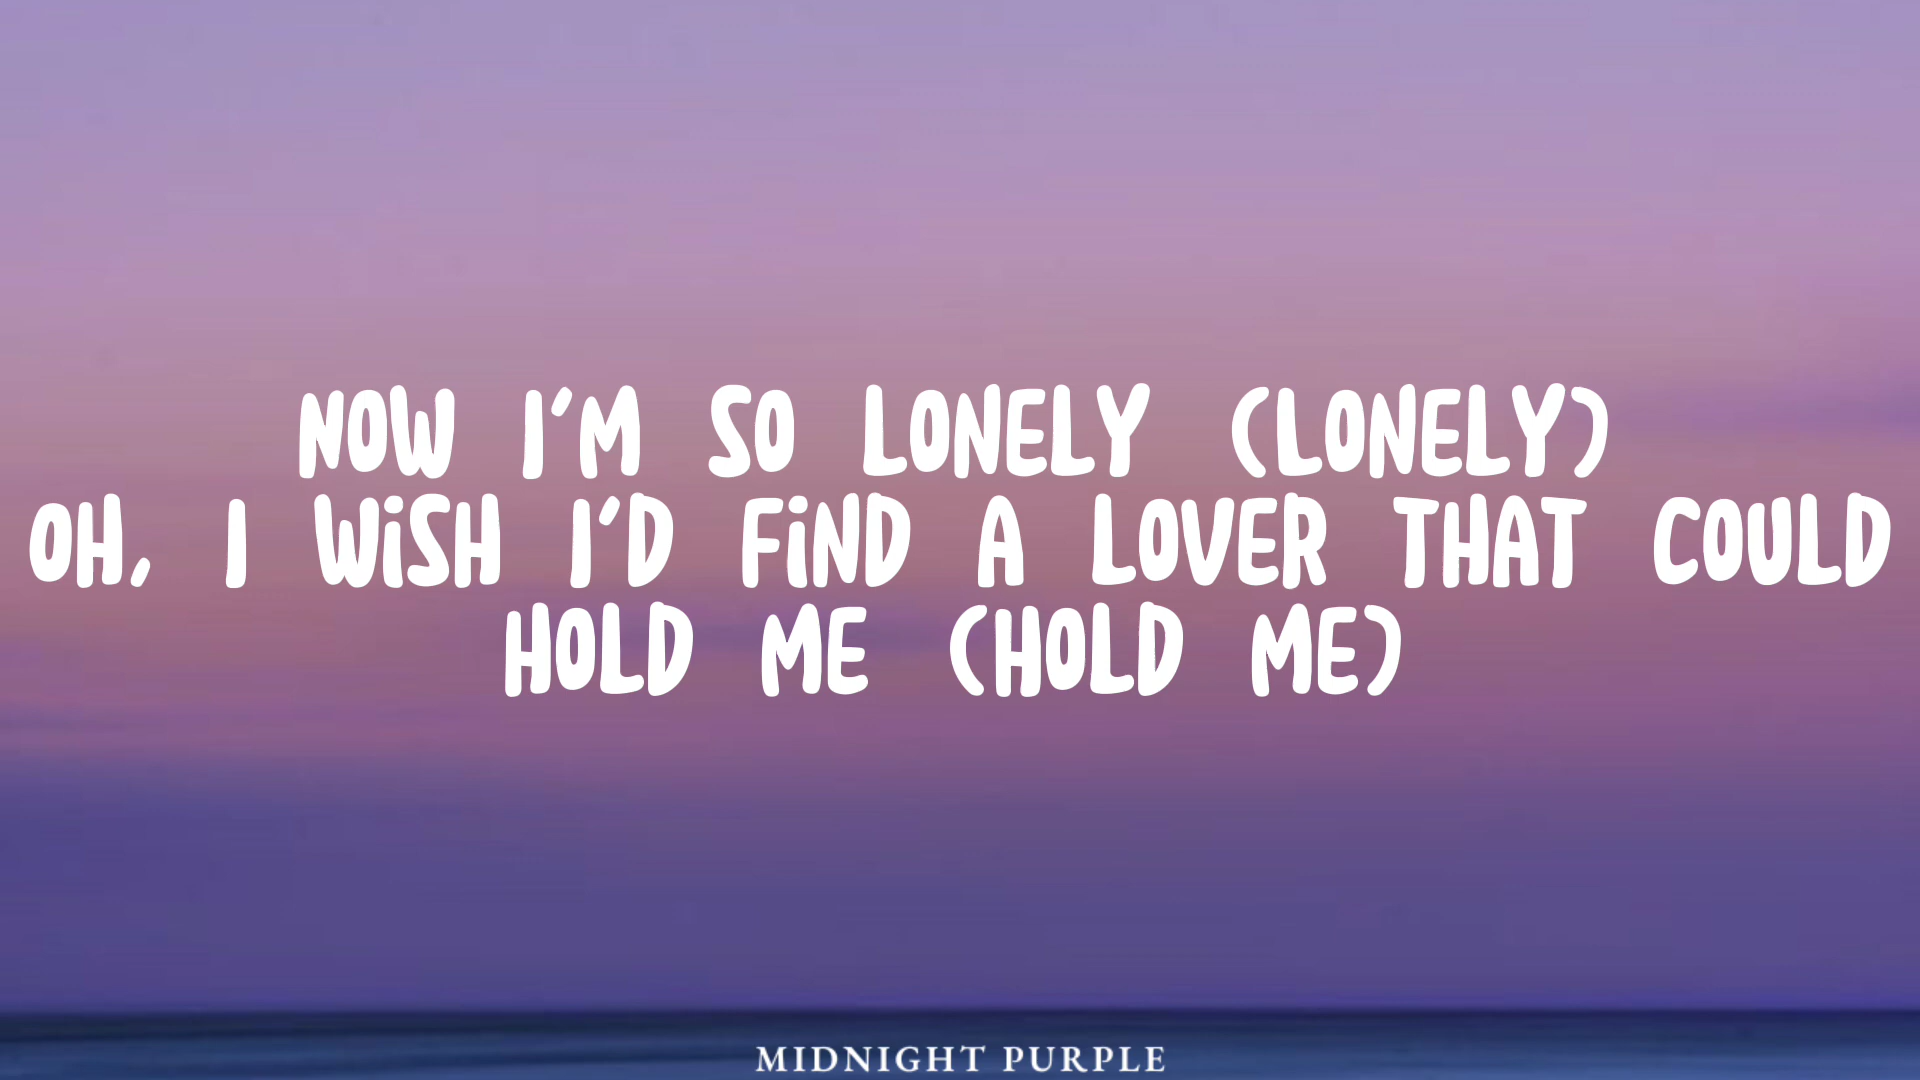 NOW I'M SO LONELY (LONELY)
OH, I WISH I'D FIND A LOVER THAT COULD
HOLD ME (HOLD ME)
MIDNIGHT PURPLE